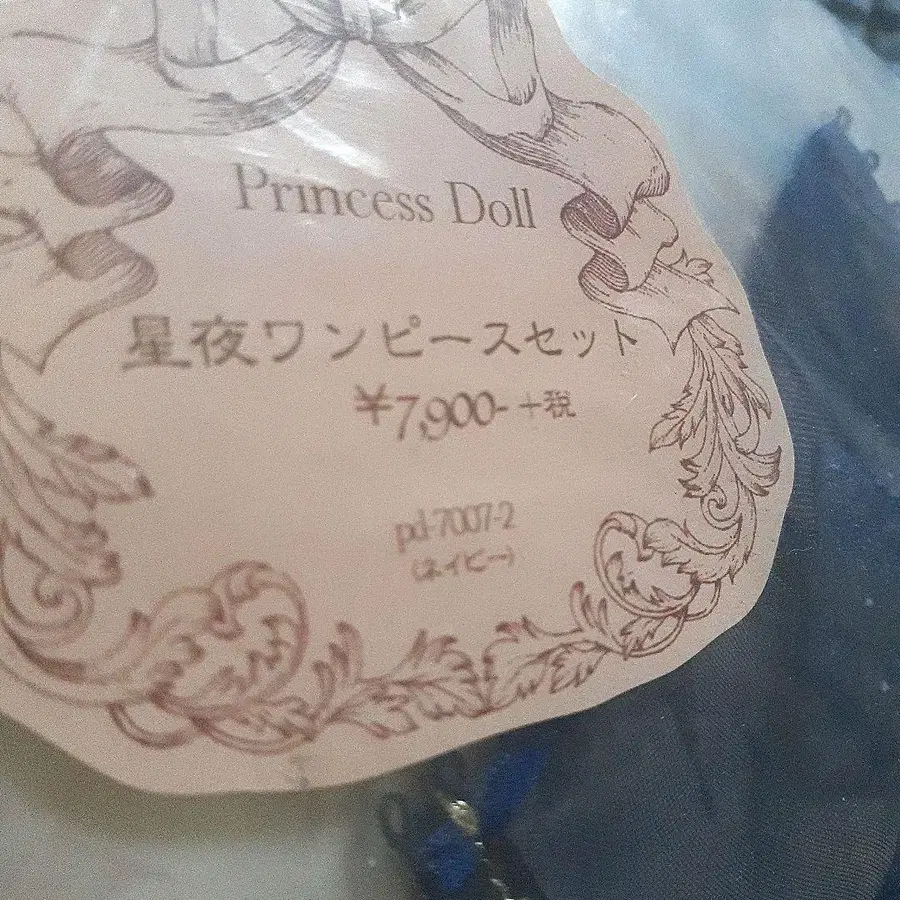 Princess Doll
星夜ワンピースセット
¥7,900-+税
pd-7007-2
(ネイビー)